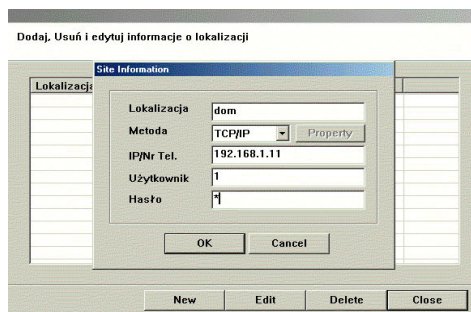 Dodaj, Usuń i edytuj informacje o lokalizacji
Site Information
Lokalizacja
Lokalizacja dom
Metoda TCP/IP Property
IP/Nr Tel. 192.168.1.11
Użytkownik 1
Hasło *
OK Cancel
New Edit Delete Close